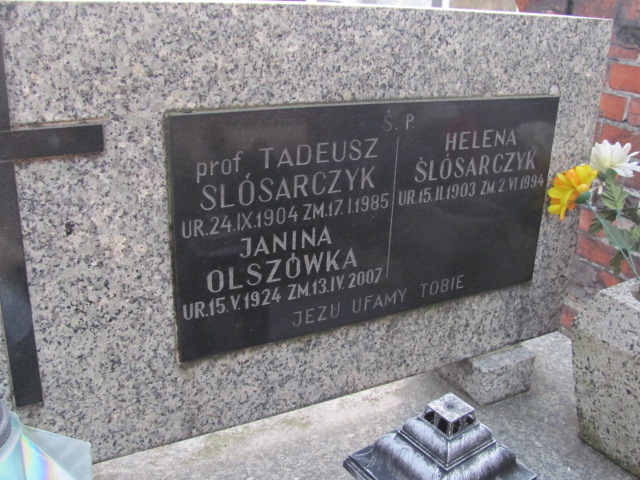 Ś. P.
prof TADEUSZ
ŚLÓSARCZYK
UR. 24.IX.1904 ZM. 17.I.1985
JANINA
OLSZÓWKA
UR. 15.V.1924 ZM. 13.IV.2007
HELENA
ŚLÓSARCZYK
UR. 15.II.1903 ZM. 2.VI.1994
JEZU UFAMY TOBIE